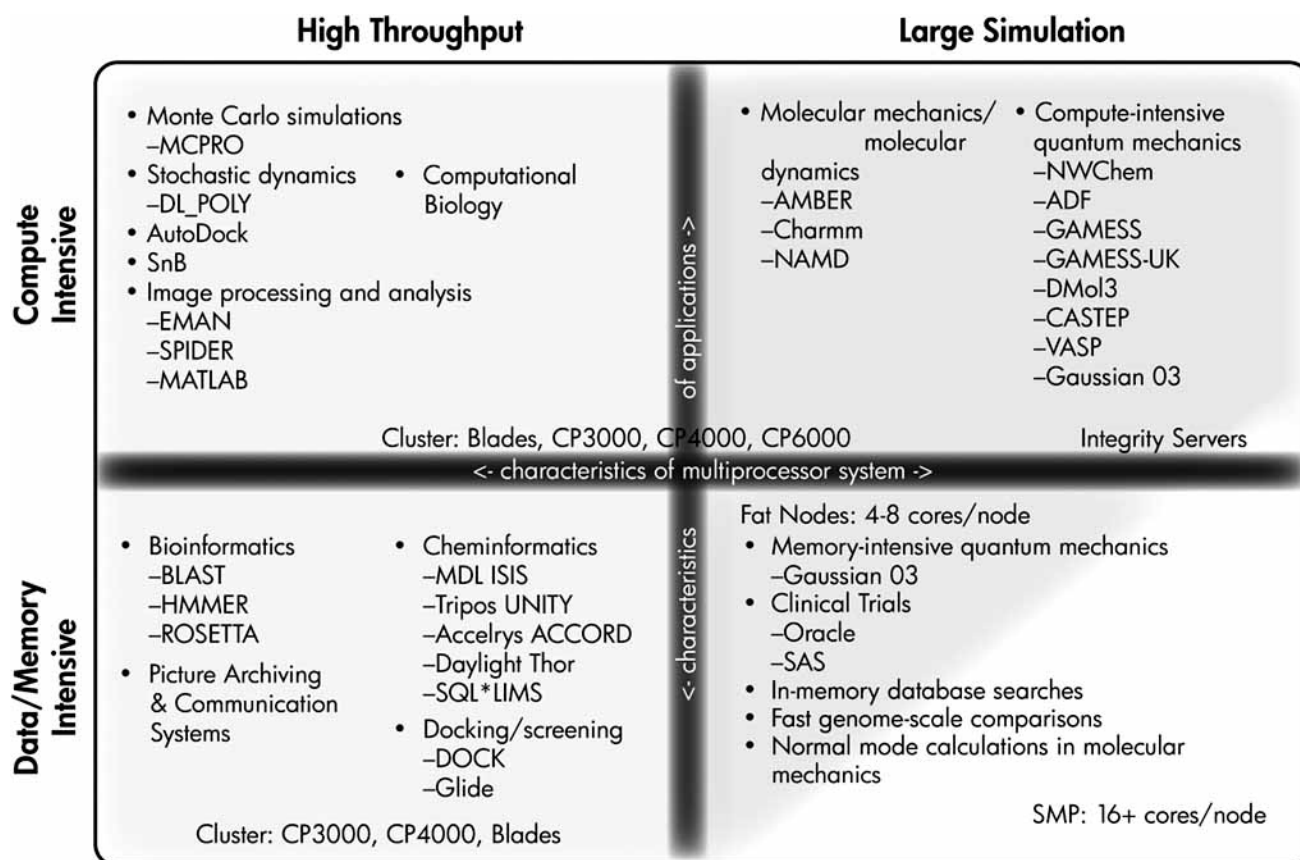 High Throughput
Large Simulation
Compute
Intensive
• Monte Carlo simulations
–MCPRO
• Stochastic dynamics
–DL_POLY
• AutoDock
• SnB
• Image processing and analysis
–EMAN
–SPIDER
–MATLAB
• Computational
Biology
• Molecular mechanics/
molecular
dynamics
–AMBER
–Charmm
–NAMD
• Compute-intensive
quantum mechanics
–NWChem
–ADF
–GAMESS
–GAMESS-UK
–DMol3
–CASTEP
–VASP
–Gaussian 03
of applications ->
Cluster: Blades, CP3000, CP4000, CP6000
Integrity Servers
<- characteristics of multiprocessor system ->
Data/Memory
Intensive
• Bioinformatics
–BLAST
–HMMER
–ROSETTA
• Picture Archiving
& Communication
Systems
• Cheminformatics
–MDL ISIS
–Tripos UNITY
–Accelrys ACCORD
–Daylight Thor
–SQL*LIMS
• Docking/screening
–DOCK
–Glide
Cluster: CP3000, CP4000, Blades
<- characteristics
Fat Nodes: 4-8 cores/node
• Memory-intensive quantum mechanics
–Gaussian 03
• Clinical Trials
–Oracle
–SAS
• In-memory database searches
• Fast genome-scale comparisons
• Normal mode calculations in molecular
mechanics
SMP: 16+ cores/node